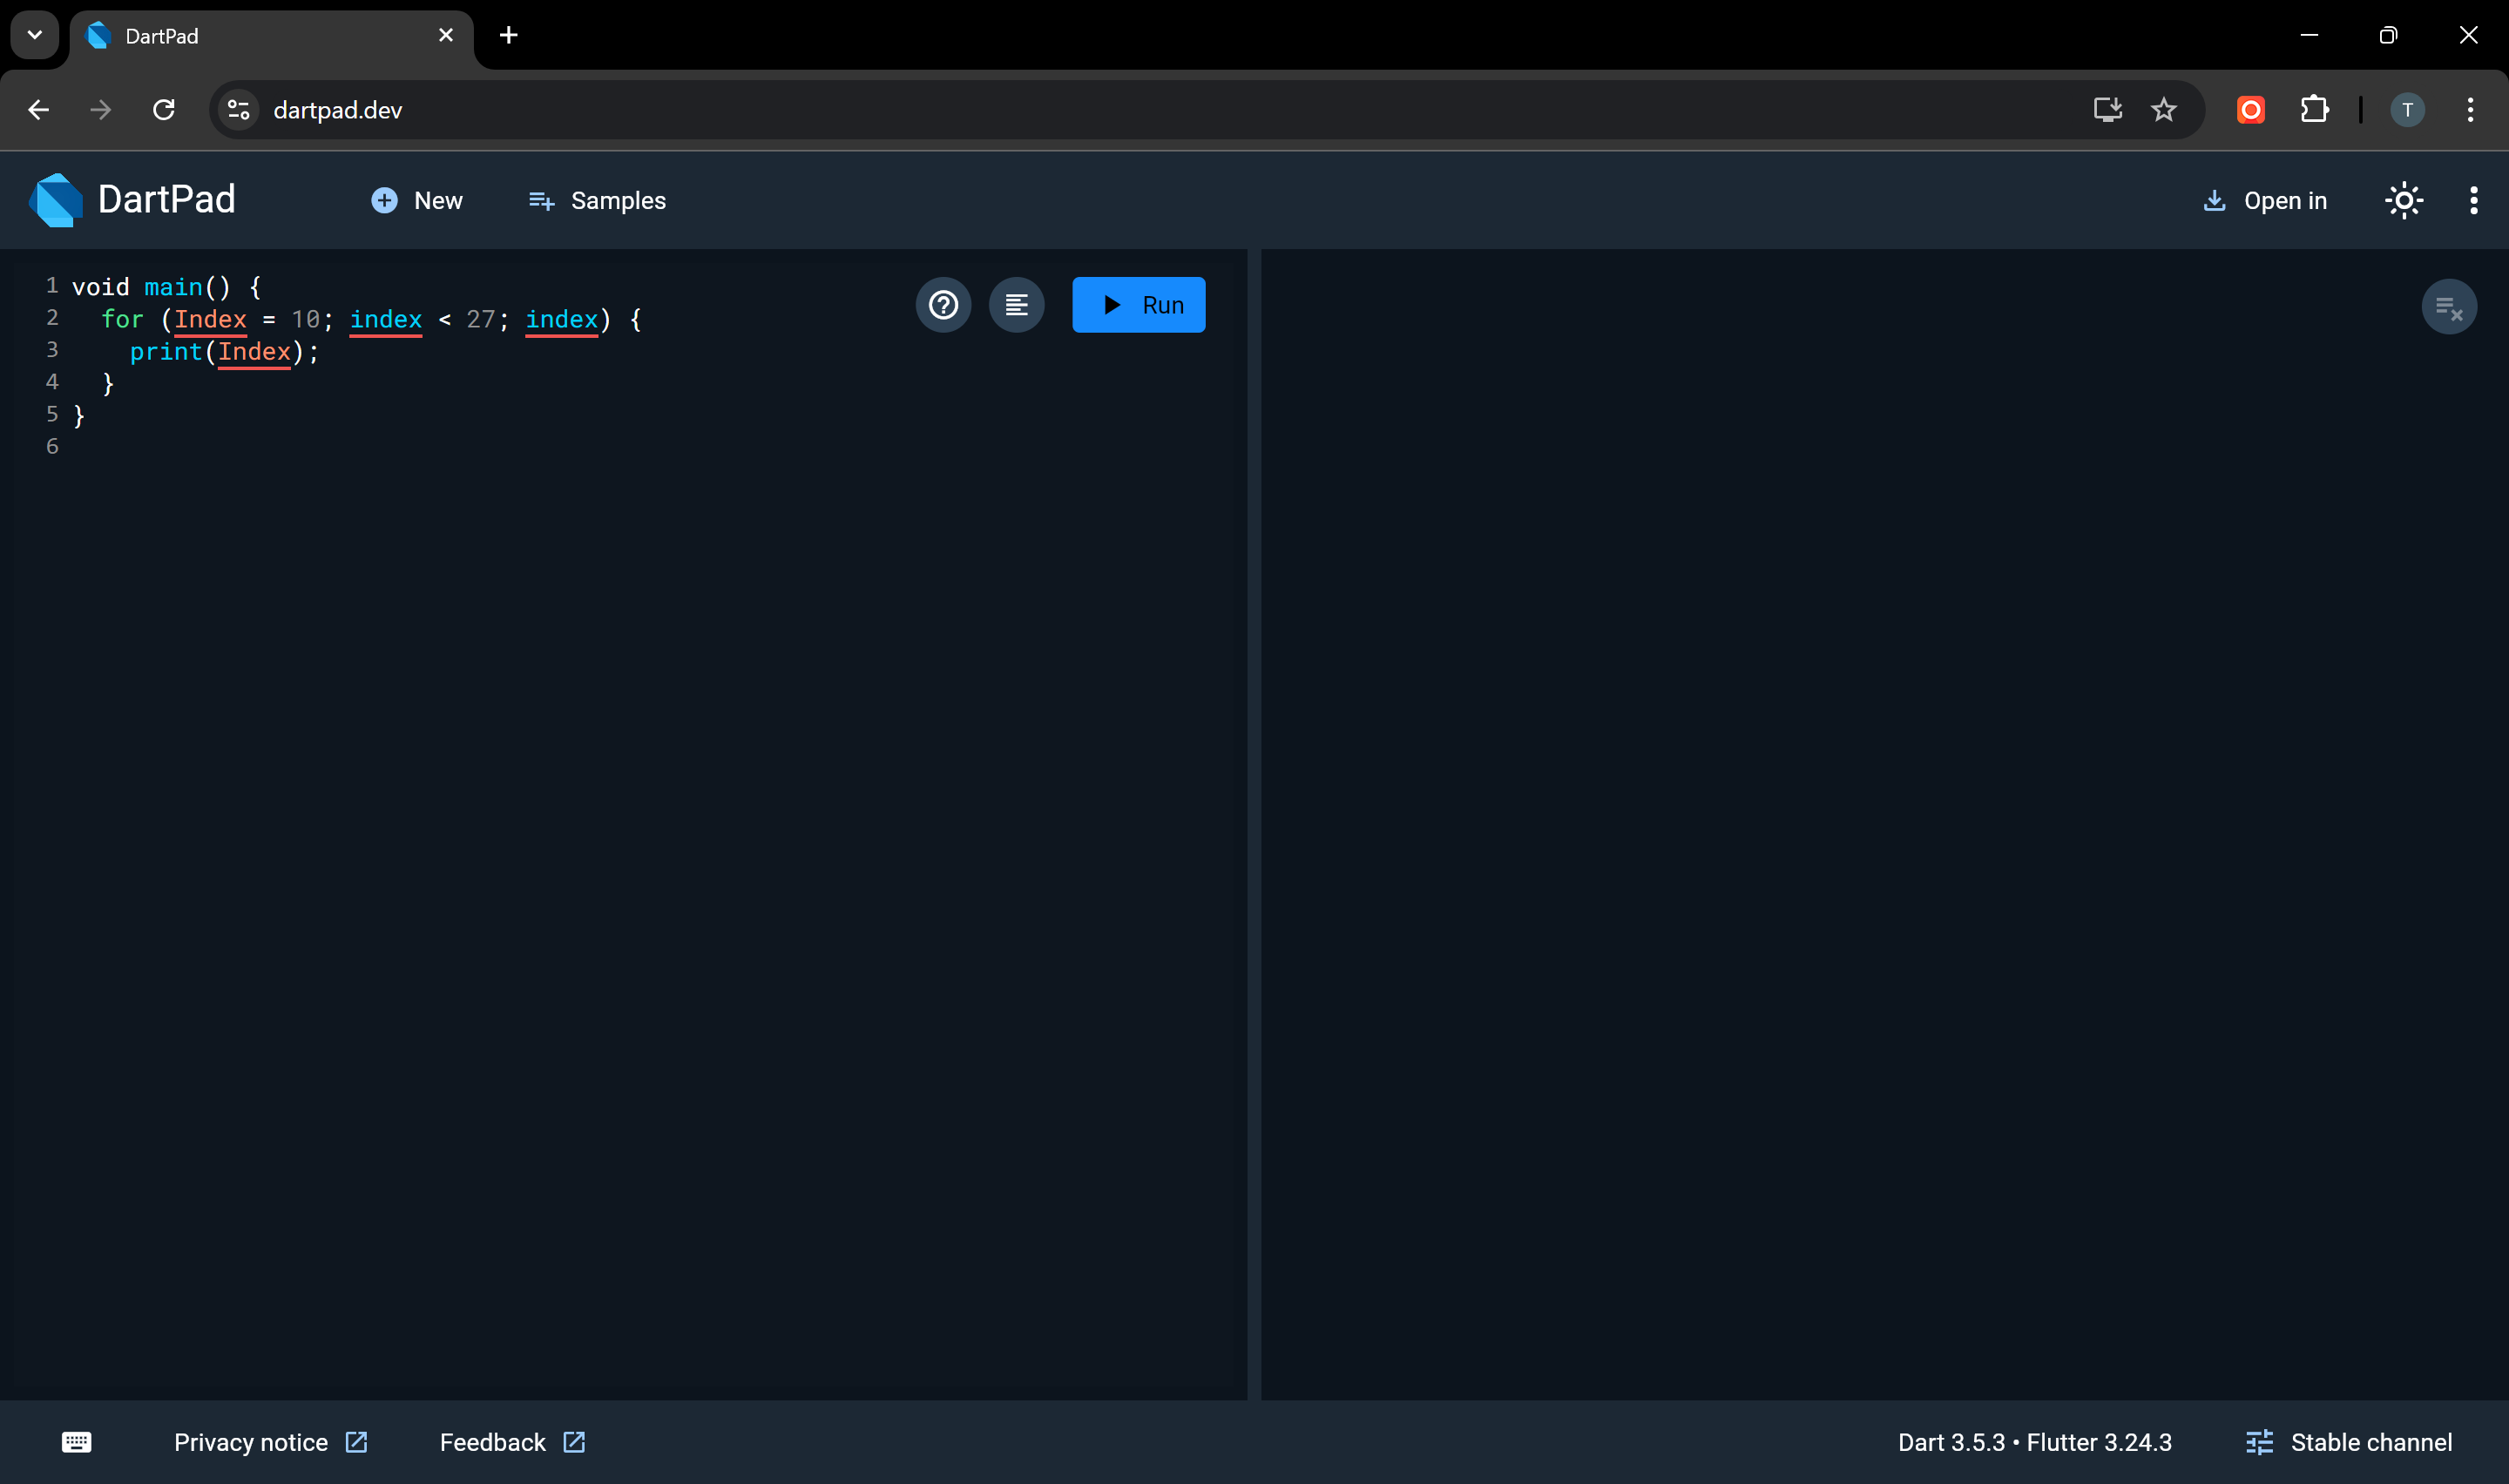 DartPad
dartpad.dev
T
DartPad
New
Samples
Open in
1 void main() {
2 for (Index = 10; index < 27; index) {
3 print(Index);
4 }
5 }
6
Run
Privacy notice
Feedback
Dart 3.5.3 • Flutter 3.24.3
Stable channel